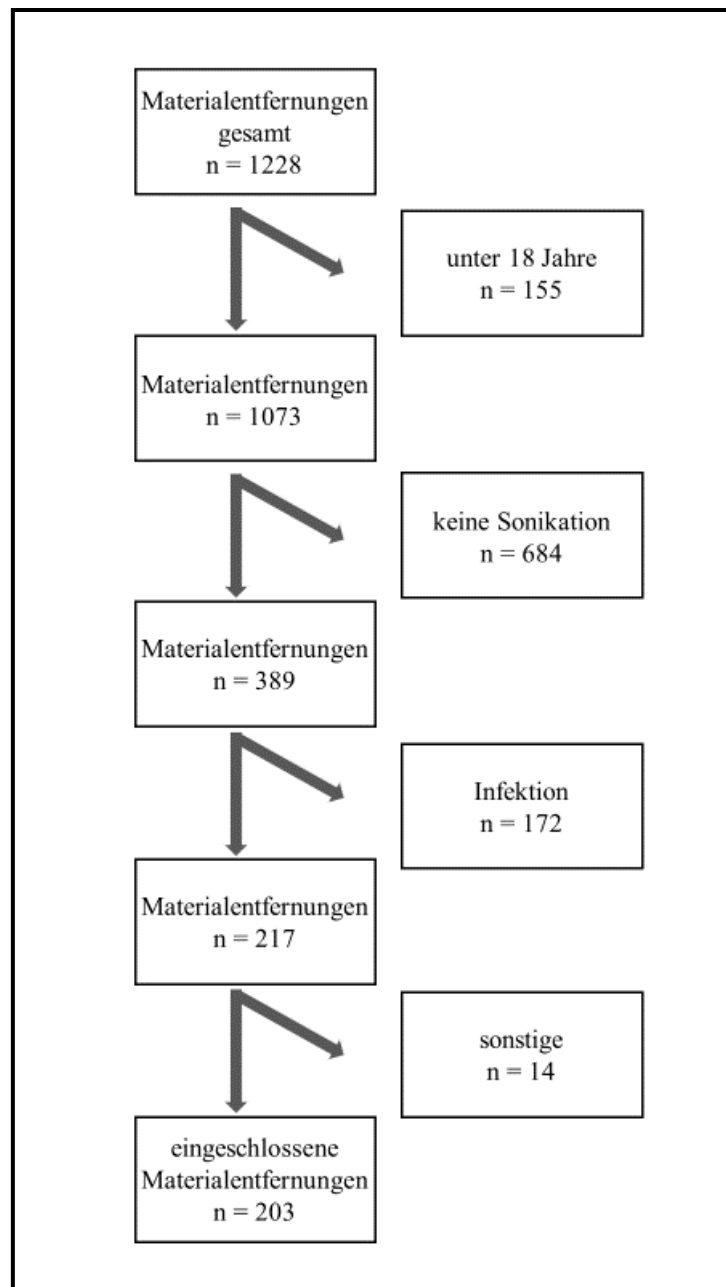 Materialentfernungen
gesamt
n = 1228
unter 18 Jahre
n = 155
Materialentfernungen
n = 1073
keine Sonikation
n = 684
Materialentfernungen
n = 389
Infektion
n = 172
Materialentfernungen
n = 217
sonstige
n = 14
eingeschlossene
Materialentfernungen
n = 203